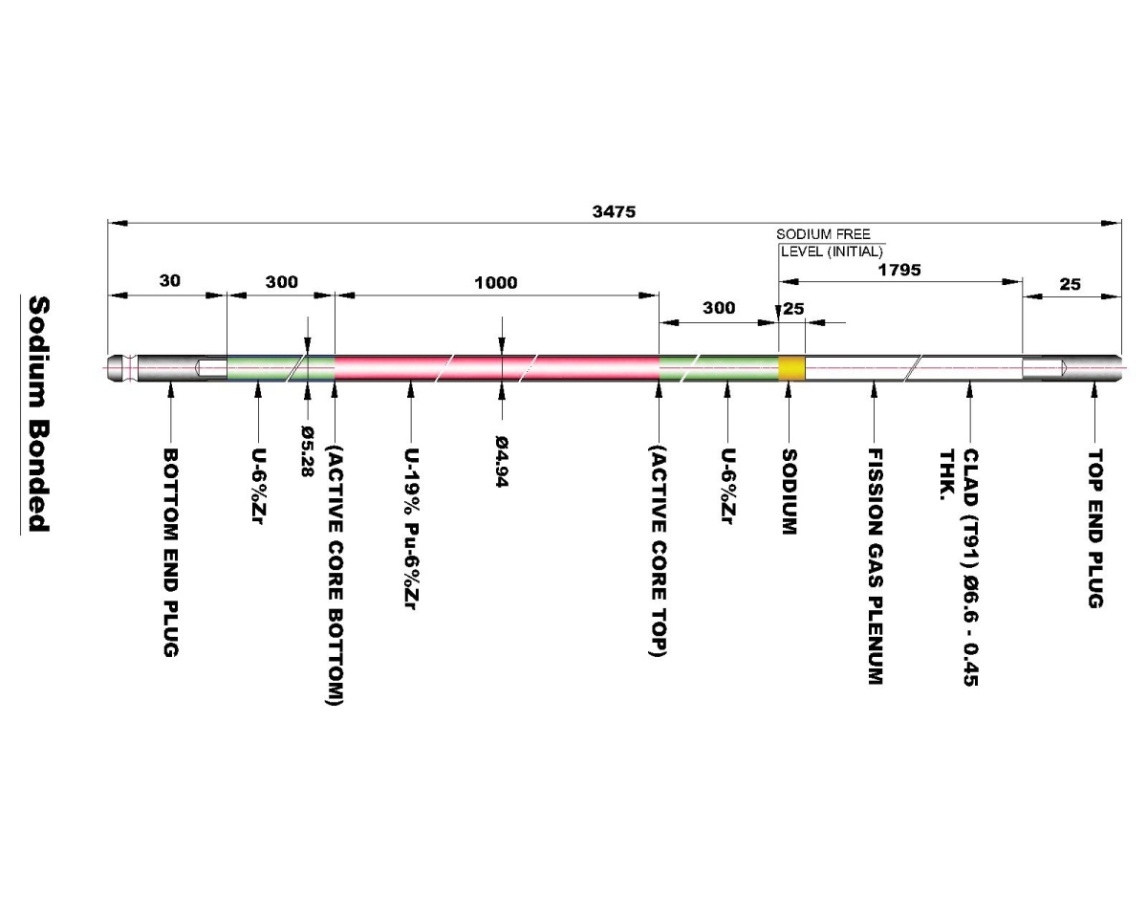 3475
SODIUM FREE
LEVEL (INITIAL)
1795
30
300
1000
25
300
25
Sodium Bonded
BOTTOM END PLUG
U-6%Zr
Ø5.28
(ACTIVE CORE BOTTOM)
U-19% Pu-6%Zr
Ø4.94
(ACTIVE CORE TOP)
U-6%Zr
SODIUM
FISSION GAS PLENUM
CLAD (T91) Ø6.6 - 0.45
THK.
TOP END PLUG